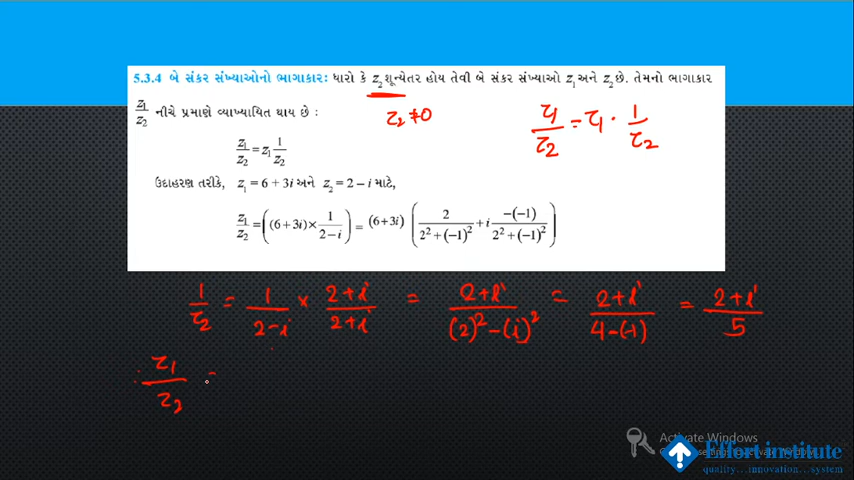 5.3.4 બે સંકર સંખ્યાઓનો ભાગાકાર: ધારો કે z₂ શૂન્યેતર હોય તેવી બે સંકર સંખ્યાઓ z₁ અને z₂ છે. તેમનો ભાગાકાર
z₁/z₂ નીચે પ્રમાણે વ્યાખ્યાયિત થાય છે :
z₂ ≠ 0
z₁/z₂ = z₁ · 1/z₂
z₁/z₂ = z₁ 1/z₂
ઉદાહરણ તરીકે, z₁ = 6 + 3i અને z₂ = 2 – i માટે,
z₁/z₂ = ((6 + 3i) × 1/(2 – i)) = (6 + 3i) (2/(2² + (–1)²) + i –(–1)/(2² + (–1)²))
1/z₂ = 1/(2-i) × (2+i)/(2+i) = (2+i)/((2)² – (i)²) = (2+i)/(4–(-1)) = (2+i)/5
∴ z₁/z₂ =
Activate Windows
Effort institute
quality...innovation...system